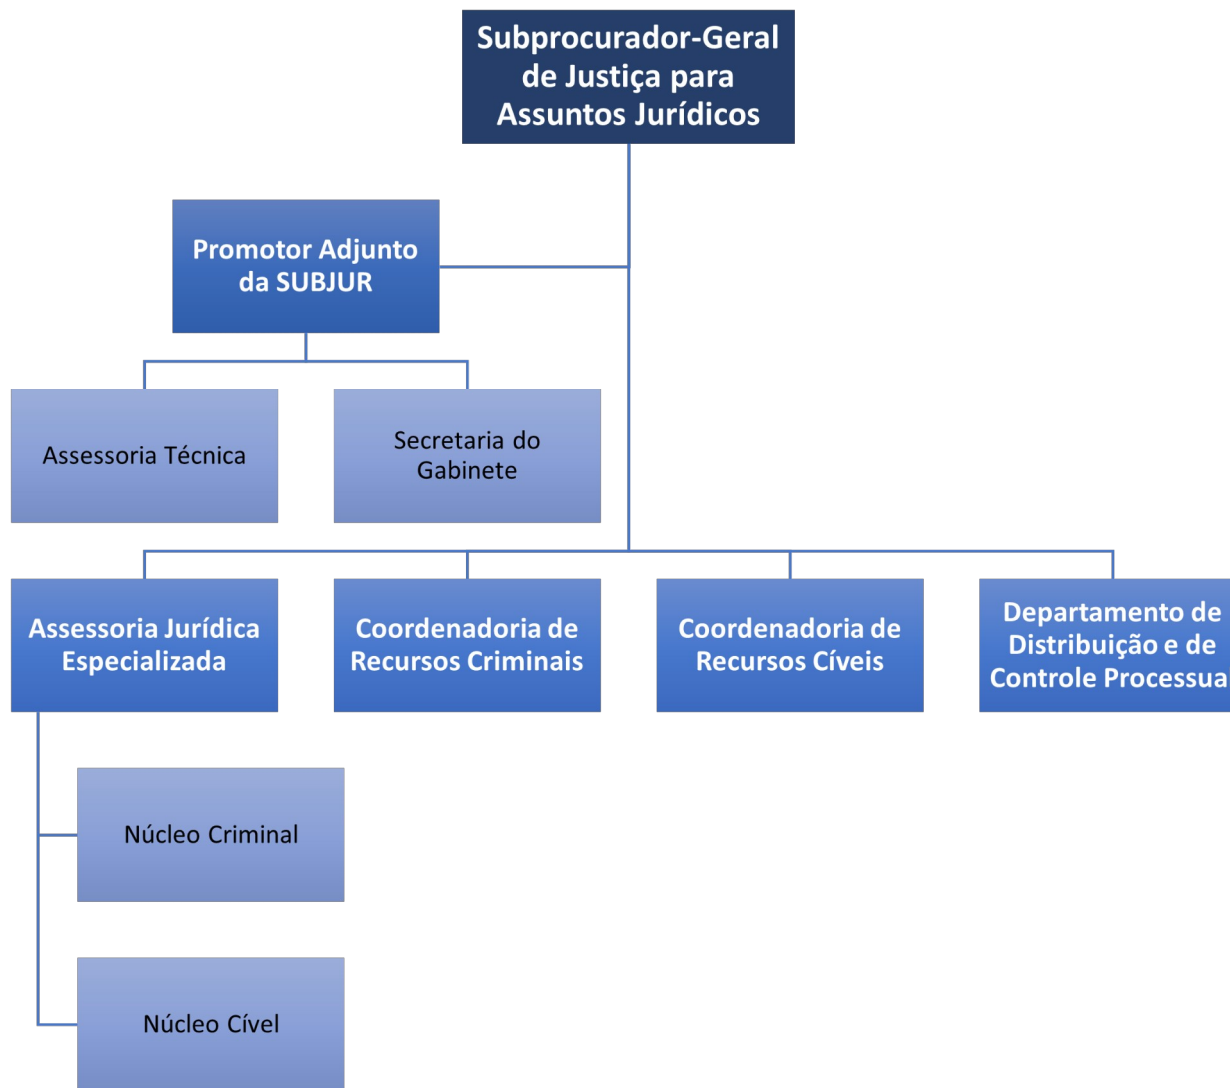 Subprocurador-Geral
de Justiça para
Assuntos Jurídicos
Promotor Adjunto
da SUBJUR
Assessoria Técnica
Secretaria do
Gabinete
Assessoria Jurídica
Especializada
Coordenadoria de
Recursos Criminais
Coordenadoria de
Recursos Cíveis
Departamento de
Distribuição e de
Controle Processua
Núcleo Criminal
Núcleo Cível